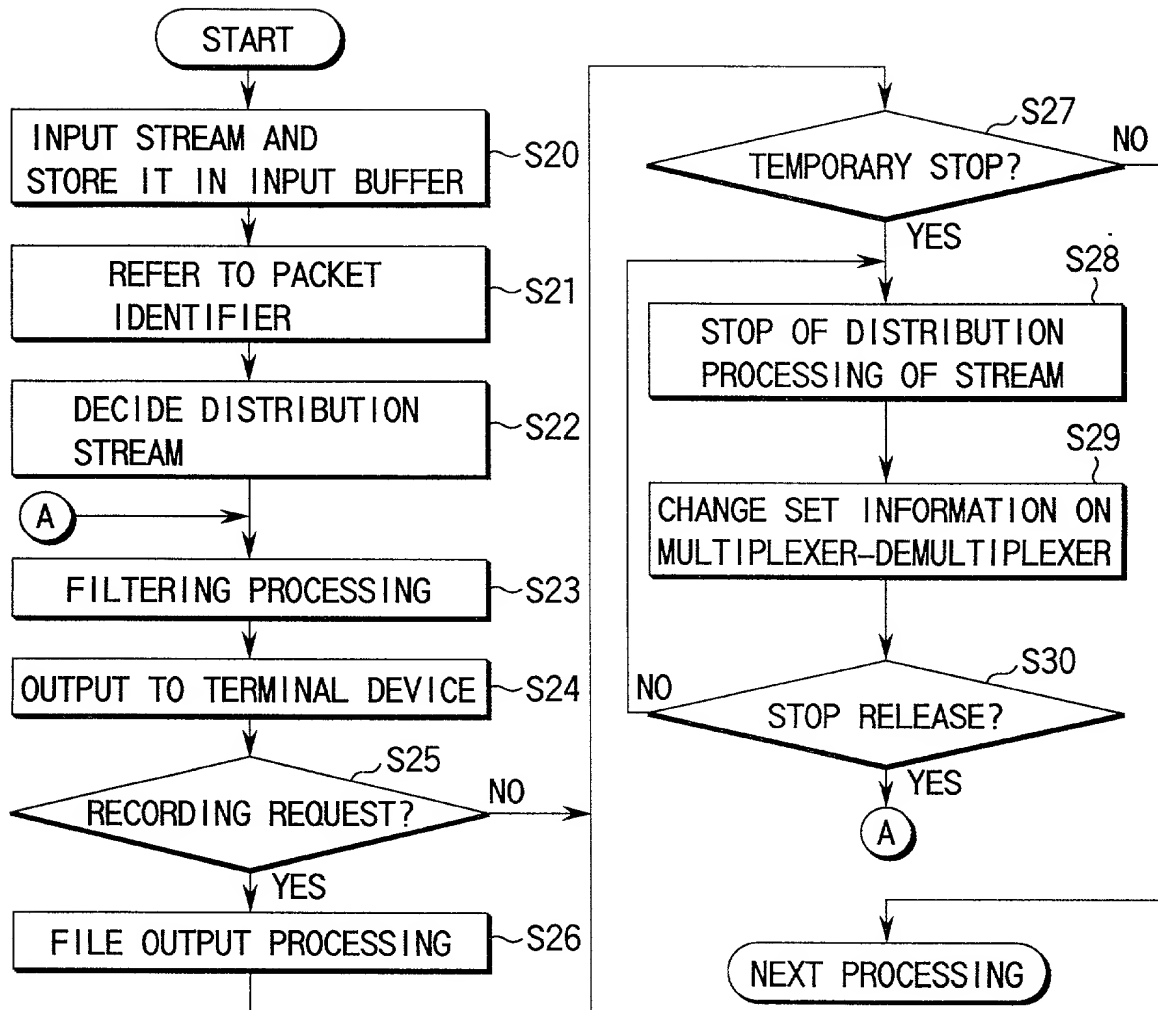 START
INPUT STREAM AND
STORE IT IN INPUT BUFFER
S20
REFER TO PACKET
IDENTIFIER
S21
DECIDE DISTRIBUTION
STREAM
S22
A
FILTERING PROCESSING
S23
OUTPUT TO TERMINAL DEVICE
S24
S25
RECORDING REQUEST?
NO
YES
FILE OUTPUT PROCESSING
S26
S27
TEMPORARY STOP?
NO
YES
S28
STOP OF DISTRIBUTION
PROCESSING OF STREAM
S29
CHANGE SET INFORMATION ON
MULTIPLEXER-DEMULTIPLEXER
S30
NO
STOP RELEASE?
YES
A
NEXT PROCESSING